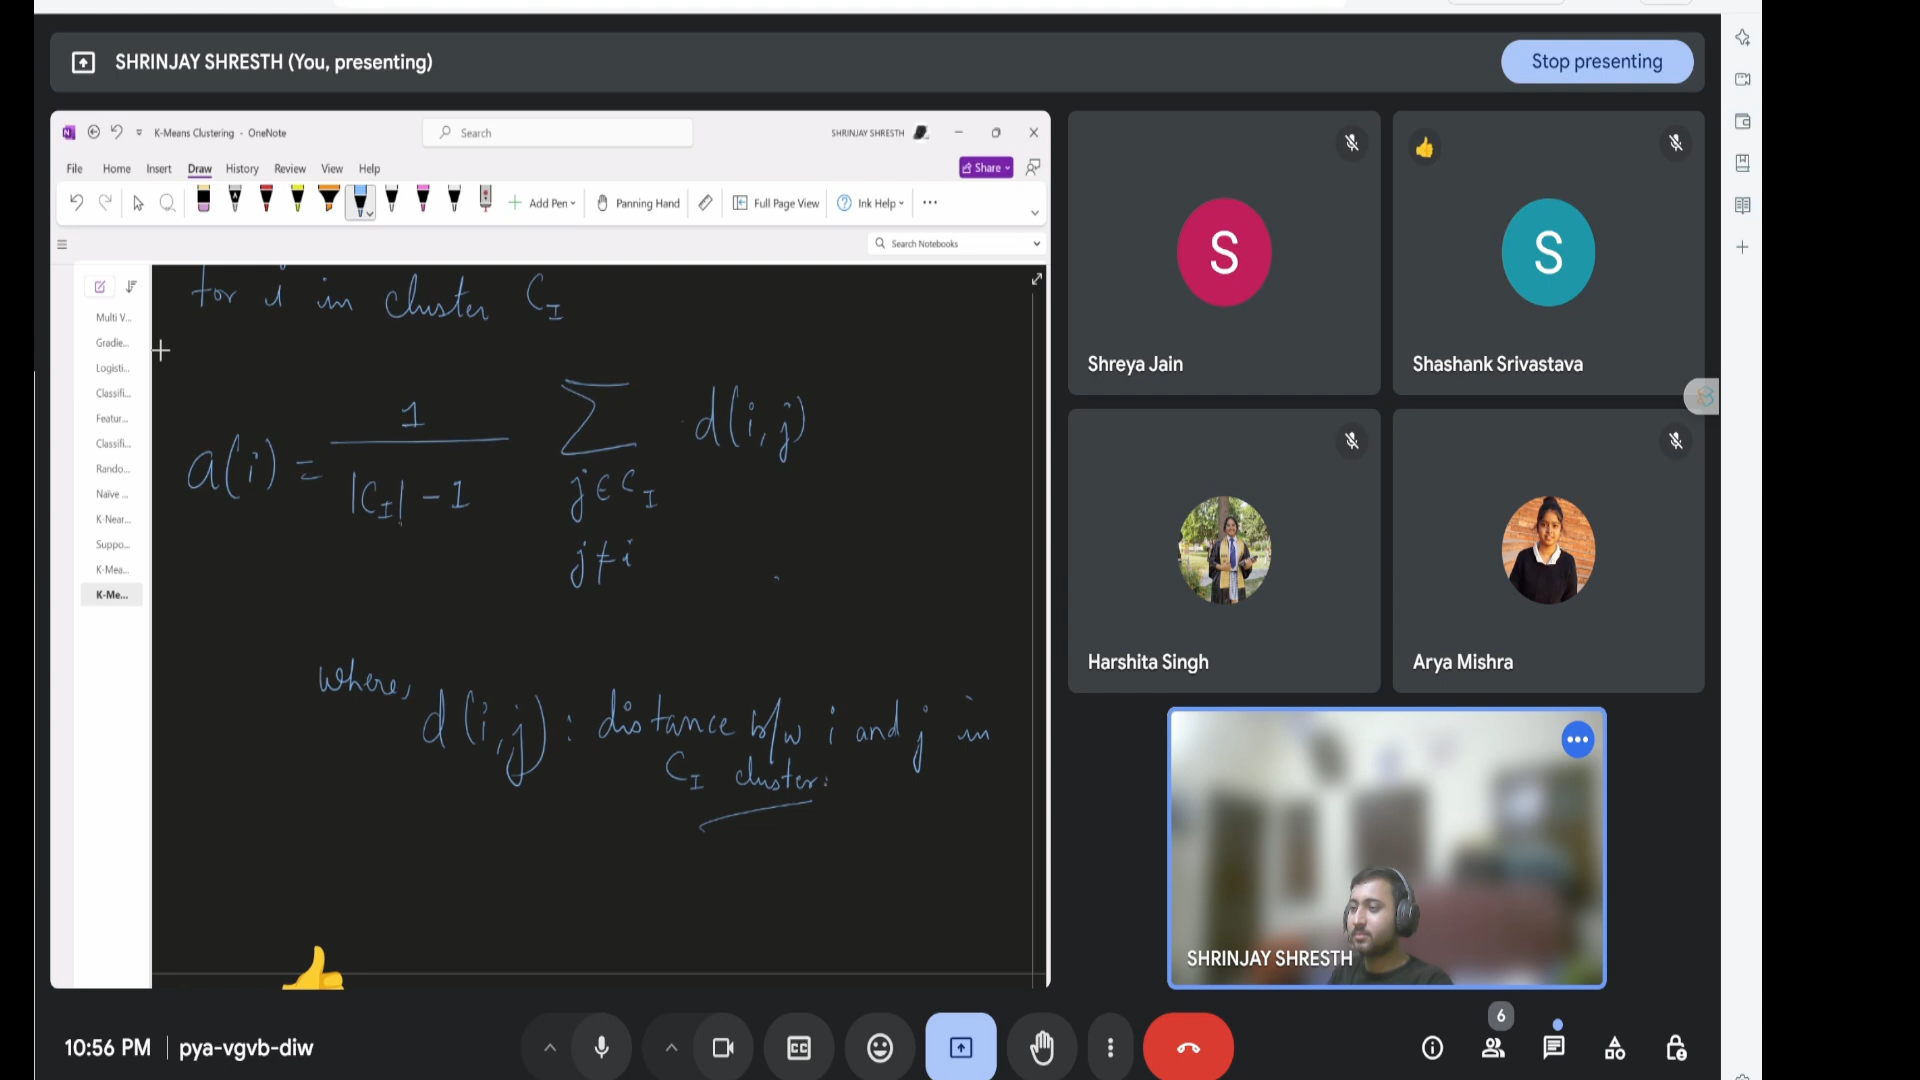 SHRINJAY SHRESTH (You, presenting)
Stop presenting
K-Means Clustering - OneNote
Search
SHRINJAY SHRESTH
File Home Insert Draw History Review View Help
Share
Add Pen
Panning Hand
Full Page View
Ink Help
Search Notebooks
Multi V...
Gradie...
Logisti...
Classifi...
Featur...
Classifi...
Rando...
Naive ...
K-Near...
Suppo...
K-Mea...
K-Me...
for i in cluster C_I
a(i) = 1 / (|C_I| - 1) ∑ d(i, j)
j ∈ C_I
j ≠ i
where,
d(i, j) : distance b/w i and j in
C_I cluster.
S
Shreya Jain
S
Shashank Srivastava
Harshita Singh
Arya Mishra
SHRINJAY SHRESTH
10:56 PM | pya-vgvb-diw
CC
6